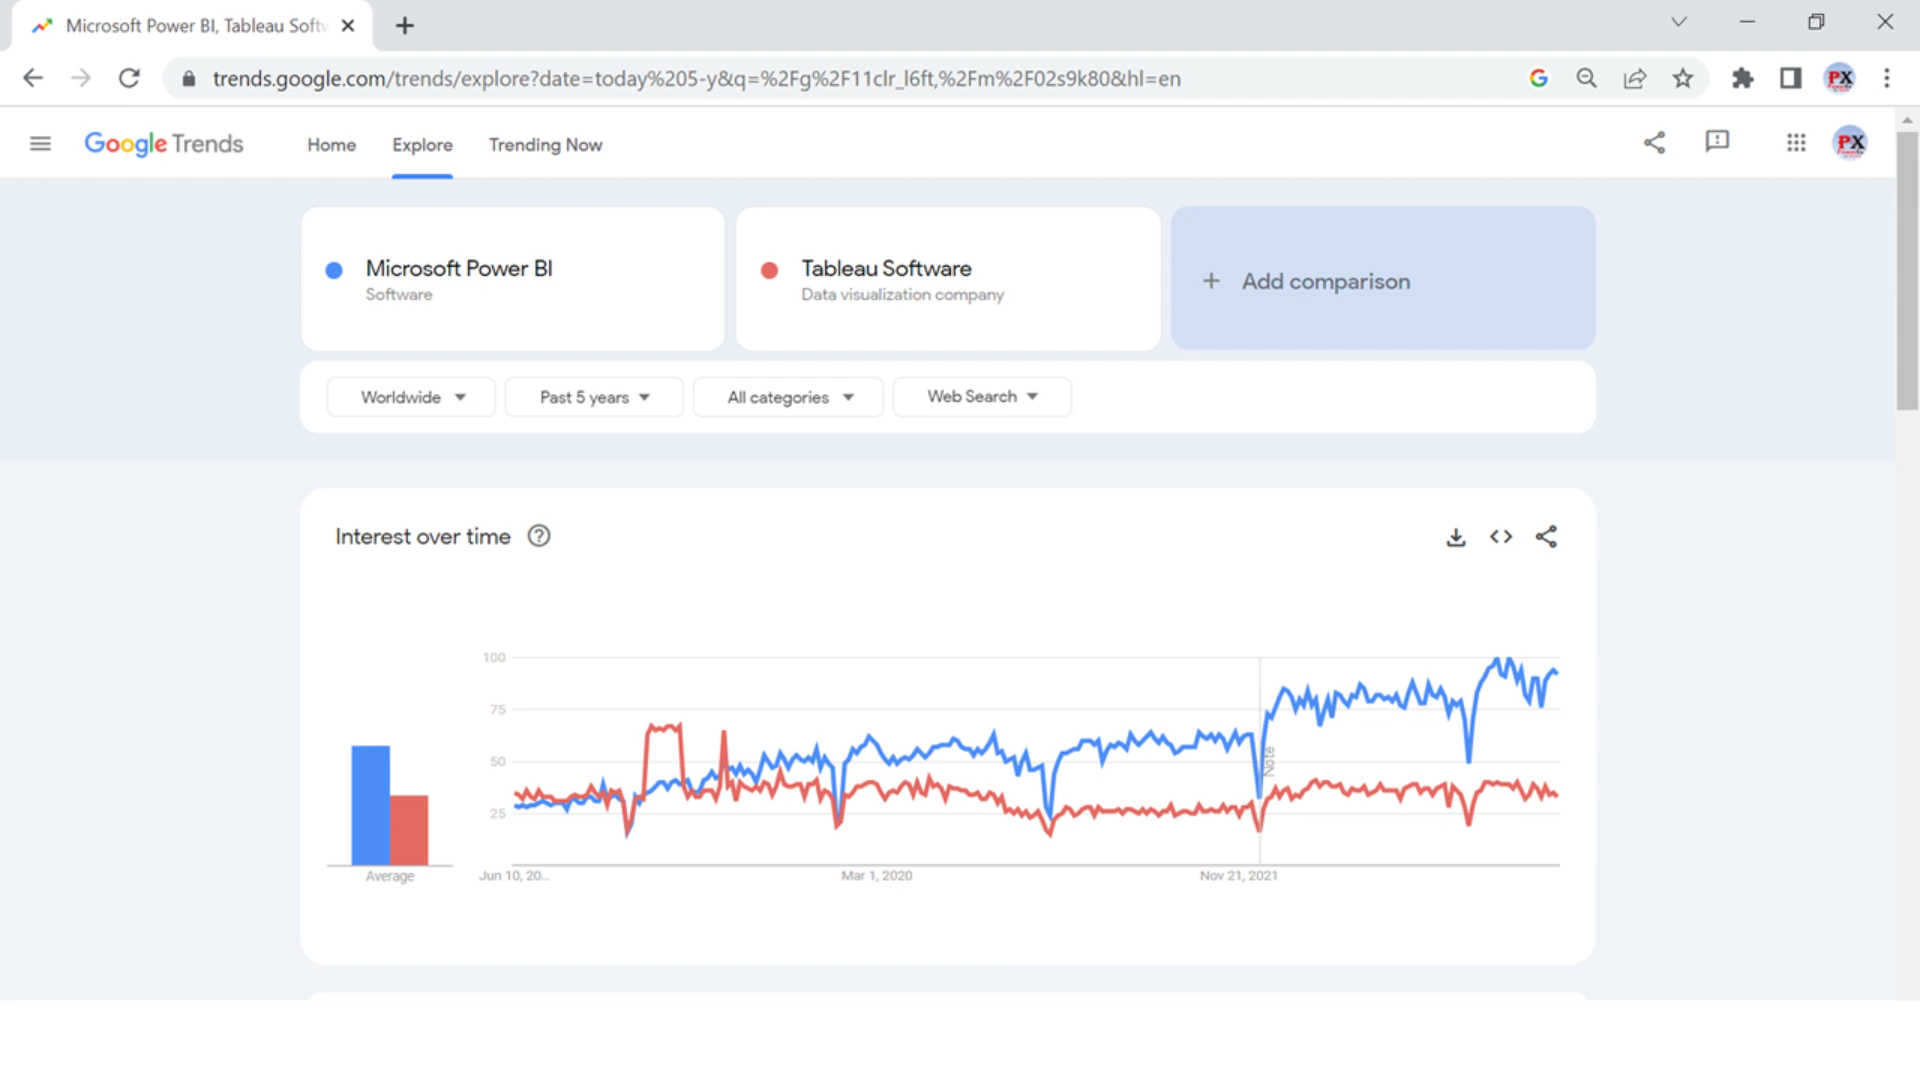 Microsoft Power BI, Tableau Softw
trends.google.com/trends/explore?date=today%205-y&q=%2Fg%2F11clr_l6ft,%2Fm%2F02s9k80&hl=en
PX
Google Trends
Home
Explore
Trending Now
PX
Microsoft Power BI
Software
Tableau Software
Data visualization company
+ Add comparison
Worldwide
Past 5 years
All categories
Web Search
Interest over time
100
75
50
25
Note
Average
Jun 10, 20...
Mar 1, 2020
Nov 21, 2021